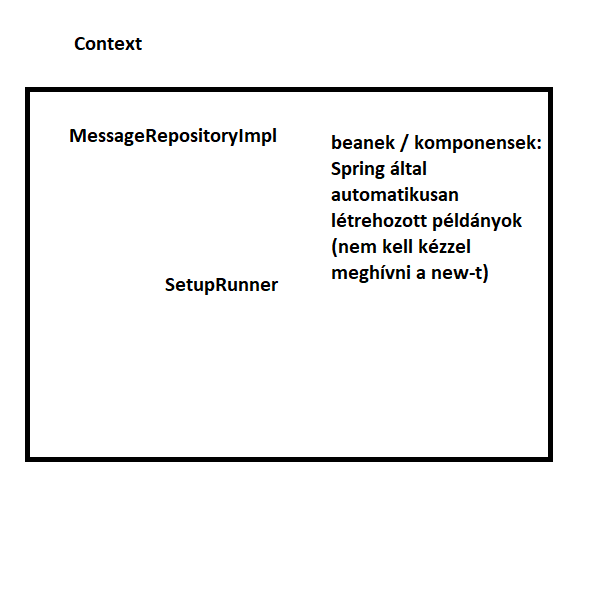 Context
MessageRepositoryImpl
beanek / komponensek:
Spring által
automatikusan
létrehozott példányok
(nem kell kézzel
meghívni a new-t)
SetupRunner